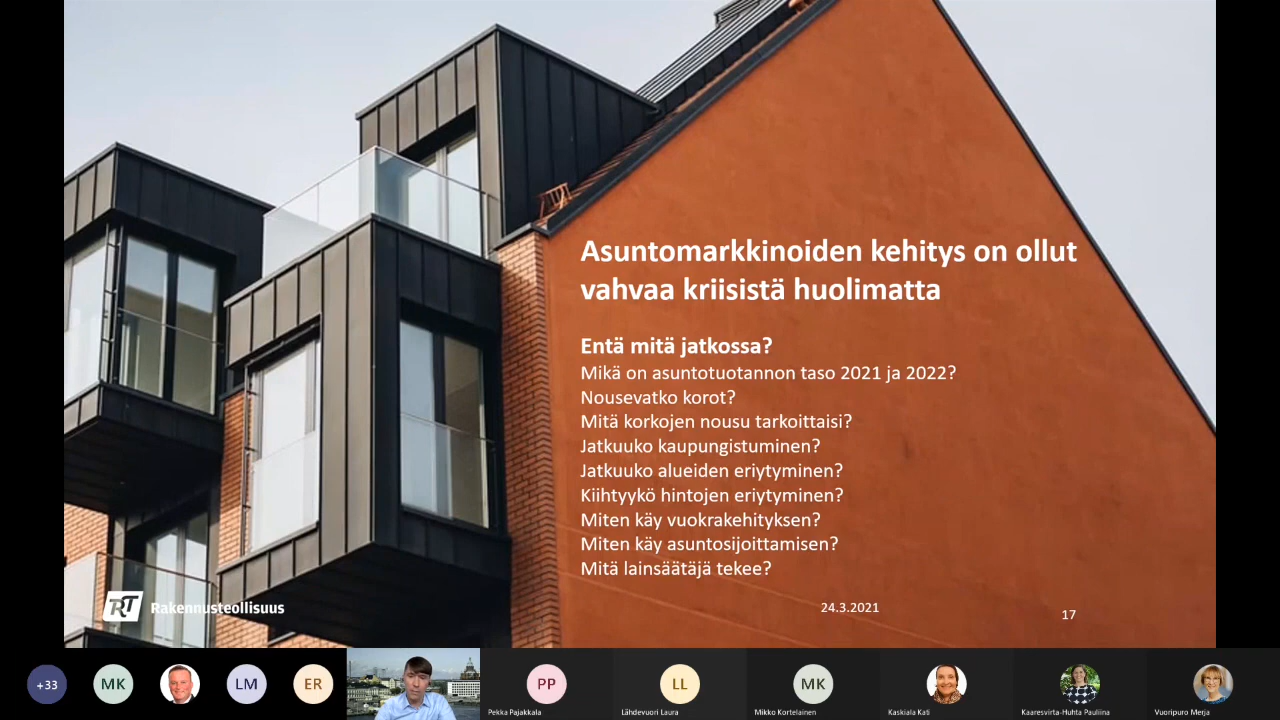 Asuntomarkkinoiden kehitys on ollut
vahvaa kriisistä huolimatta
Entä mitä jatkossa?
Mikä on asuntotuotannon taso 2021 ja 2022?
Nousevatko korot?
Mitä korkojen nousu tarkoittaisi?
Jatkuuko kaupungistuminen?
Jatkuuko alueiden eriytyminen?
Kiihtyykö hintojen eriytyminen?
Miten käy vuokrakehityksen?
Miten käy asuntosijoittamisen?
Mitä lainsäätäjä tekee?
RT Rakennusteollisuus
24.3.2021
17
+33
MK
LM
ER
PP
LL
MK
Pekka Pajakkala
Lähdevuori Laura
Mikko Kortelainen
Kaskiala Kati
Kaaresvirta-Huhta Pauliina
Vuoripuro Merja